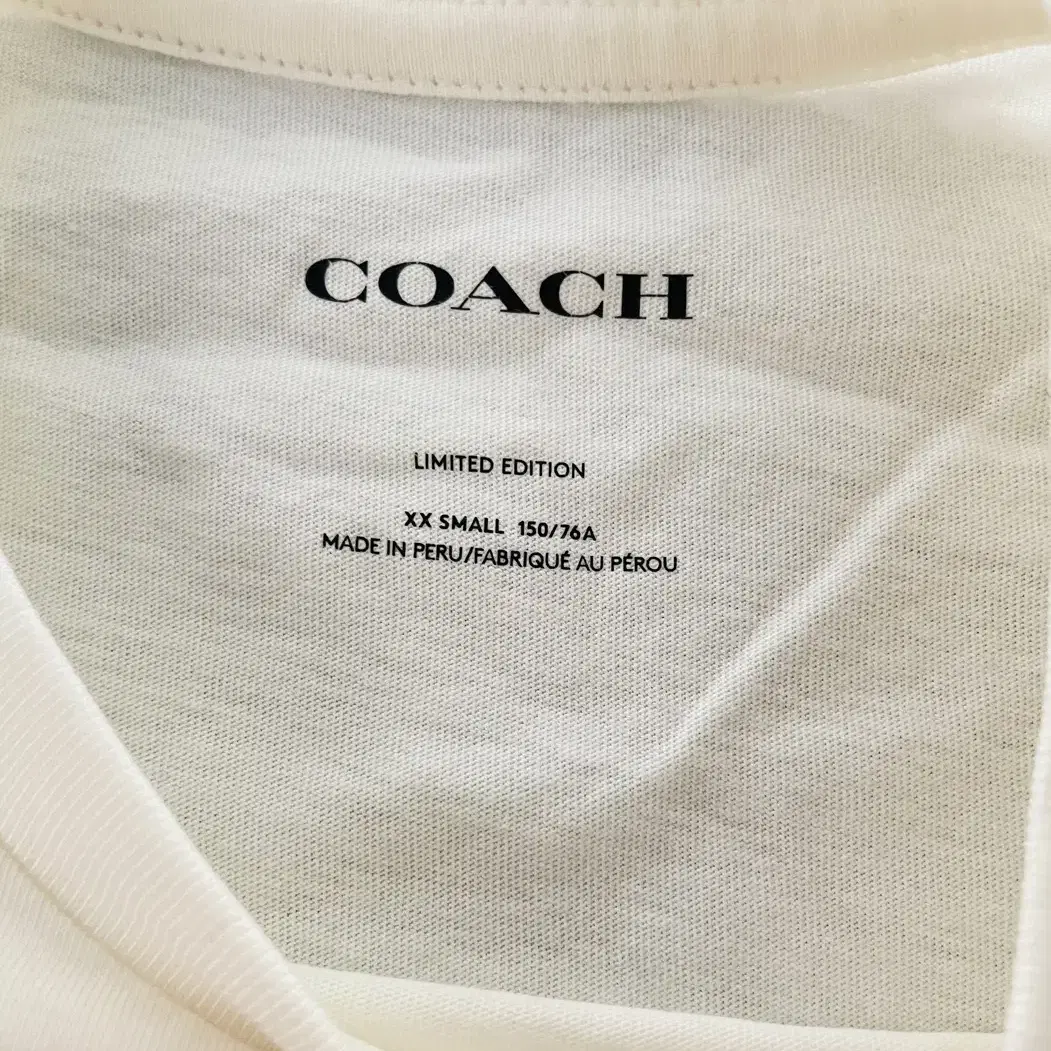 COACH
LIMITED EDITION
XX SMALL 150/76A
MADE IN PERU/FABRIQUÉ AU PÉROU